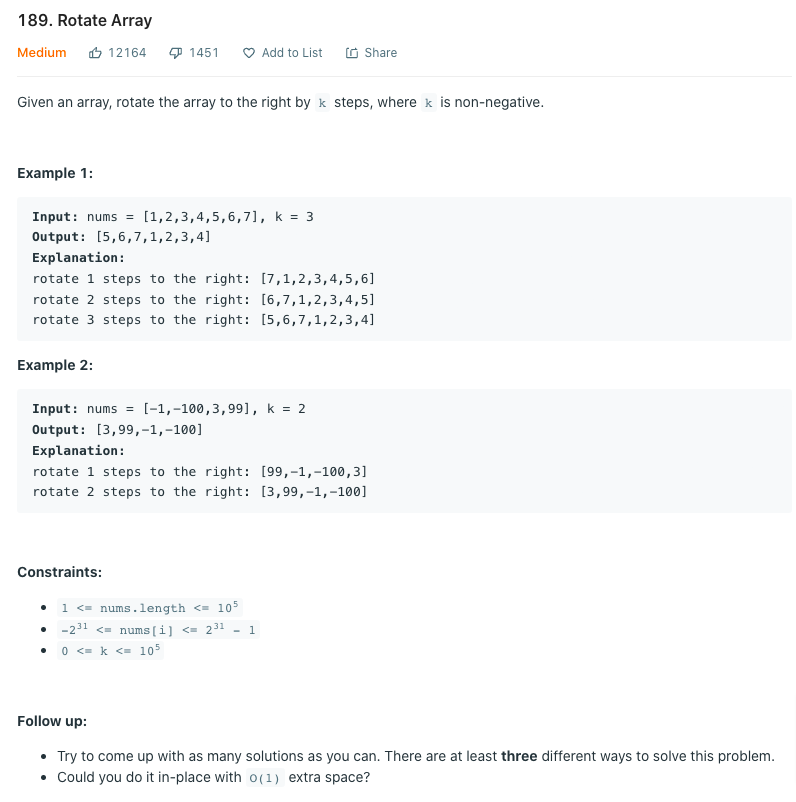 189. Rotate Array
Medium 12164 1451 Add to List Share
Given an array, rotate the array to the right by k steps, where k is non-negative.
Example 1:
Input: nums = [1,2,3,4,5,6,7], k = 3
Output: [5,6,7,1,2,3,4]
Explanation:
rotate 1 steps to the right: [7,1,2,3,4,5,6]
rotate 2 steps to the right: [6,7,1,2,3,4,5]
rotate 3 steps to the right: [5,6,7,1,2,3,4]
Example 2:
Input: nums = [-1,-100,3,99], k = 2
Output: [3,99,-1,-100]
Explanation:
rotate 1 steps to the right: [99,-1,-100,3]
rotate 2 steps to the right: [3,99,-1,-100]
Constraints:
• 1 <= nums.length <= 10⁵
• -2³¹ <= nums[i] <= 2³¹ - 1
• 0 <= k <= 10⁵
Follow up:
• Try to come up with as many solutions as you can. There are at least three different ways to solve this problem.
• Could you do it in-place with O(1) extra space?